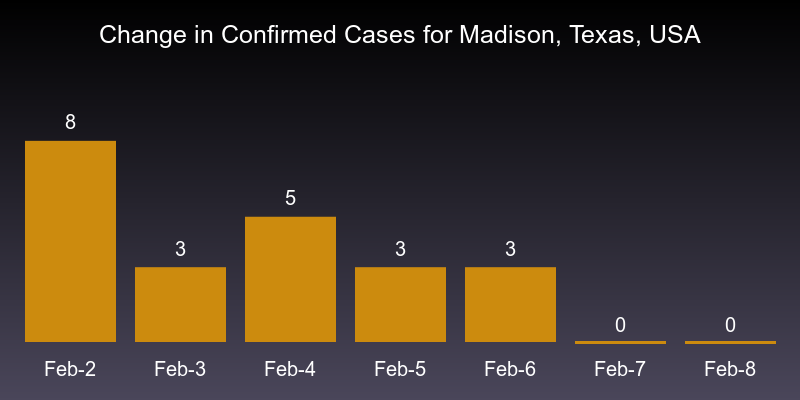 Change in Confirmed Cases for Madison, Texas, USA
8
3
5
3
3
0
0
Feb-2
Feb-3
Feb-4
Feb-5
Feb-6
Feb-7
Feb-8